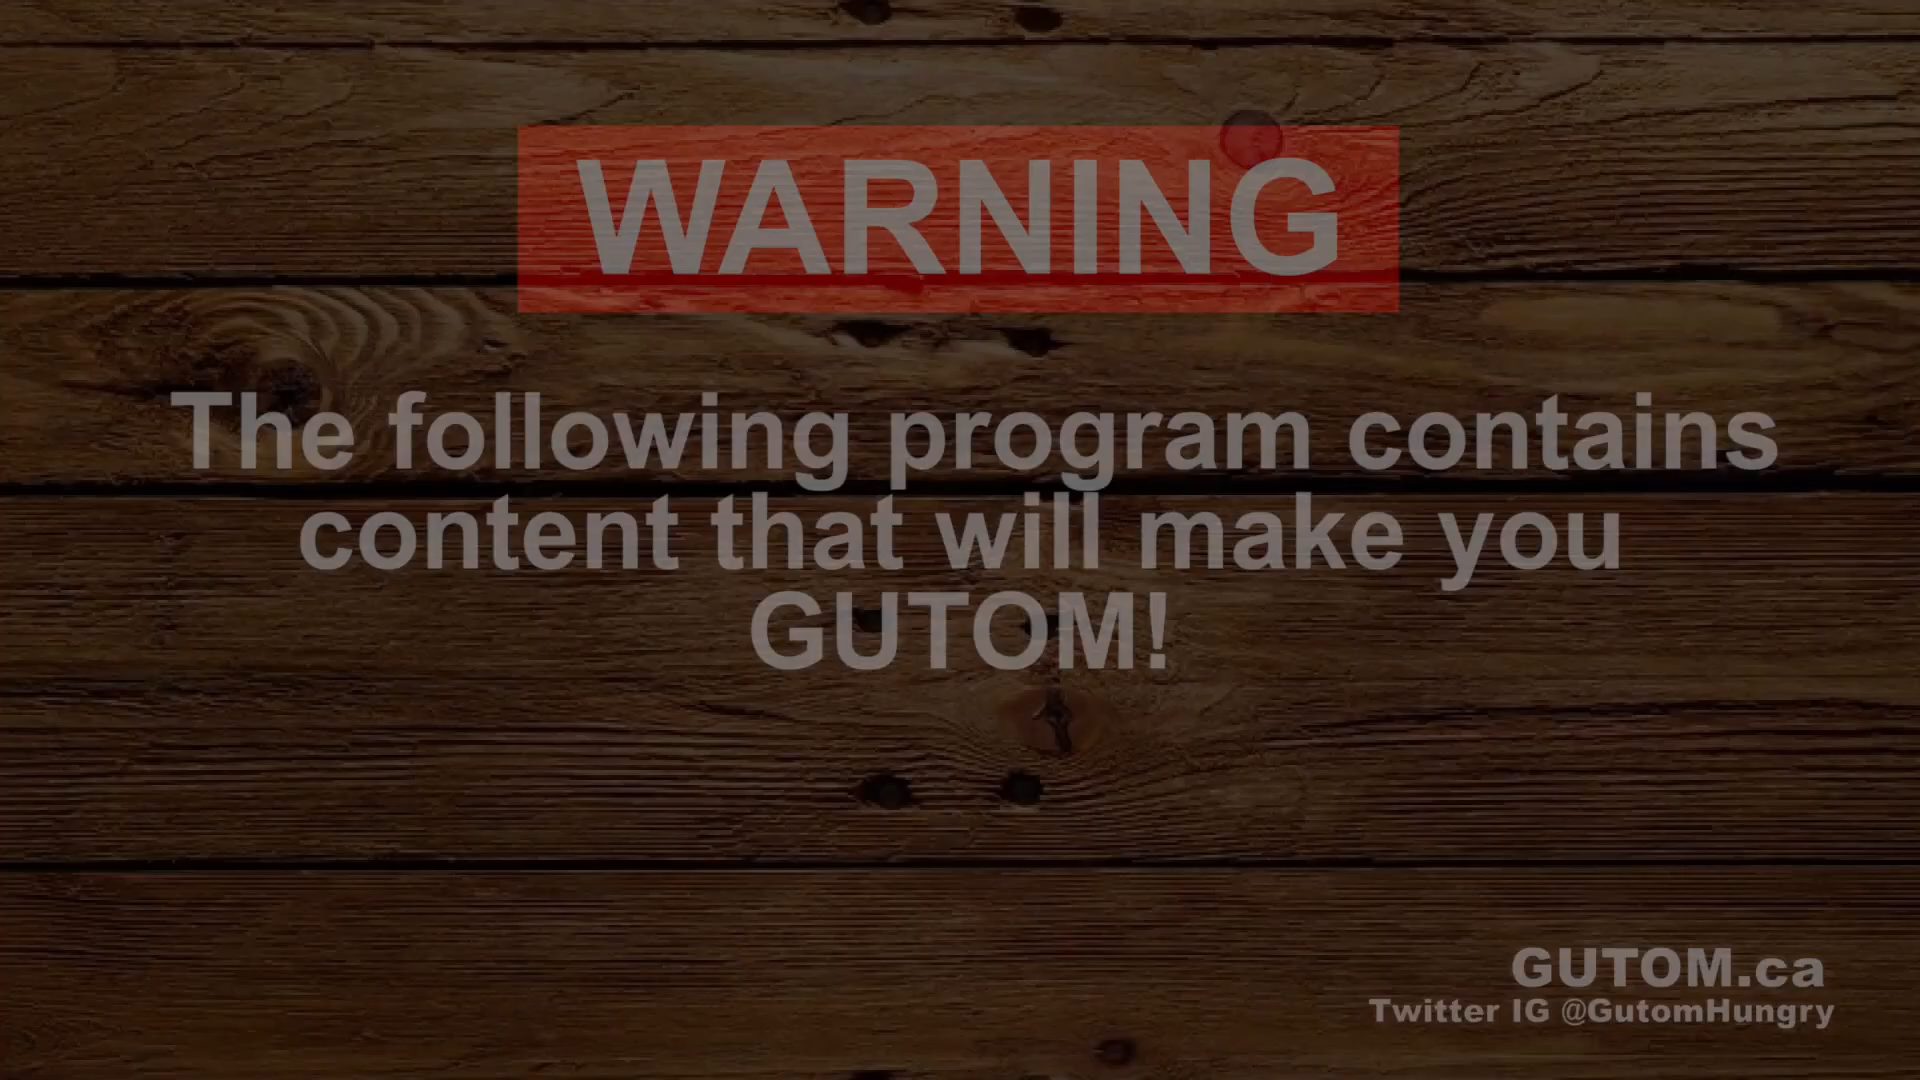 WARNING
The following program contains
content that will make you
GUTOM!
GUTOM.ca
Twitter IG @GutomHungry